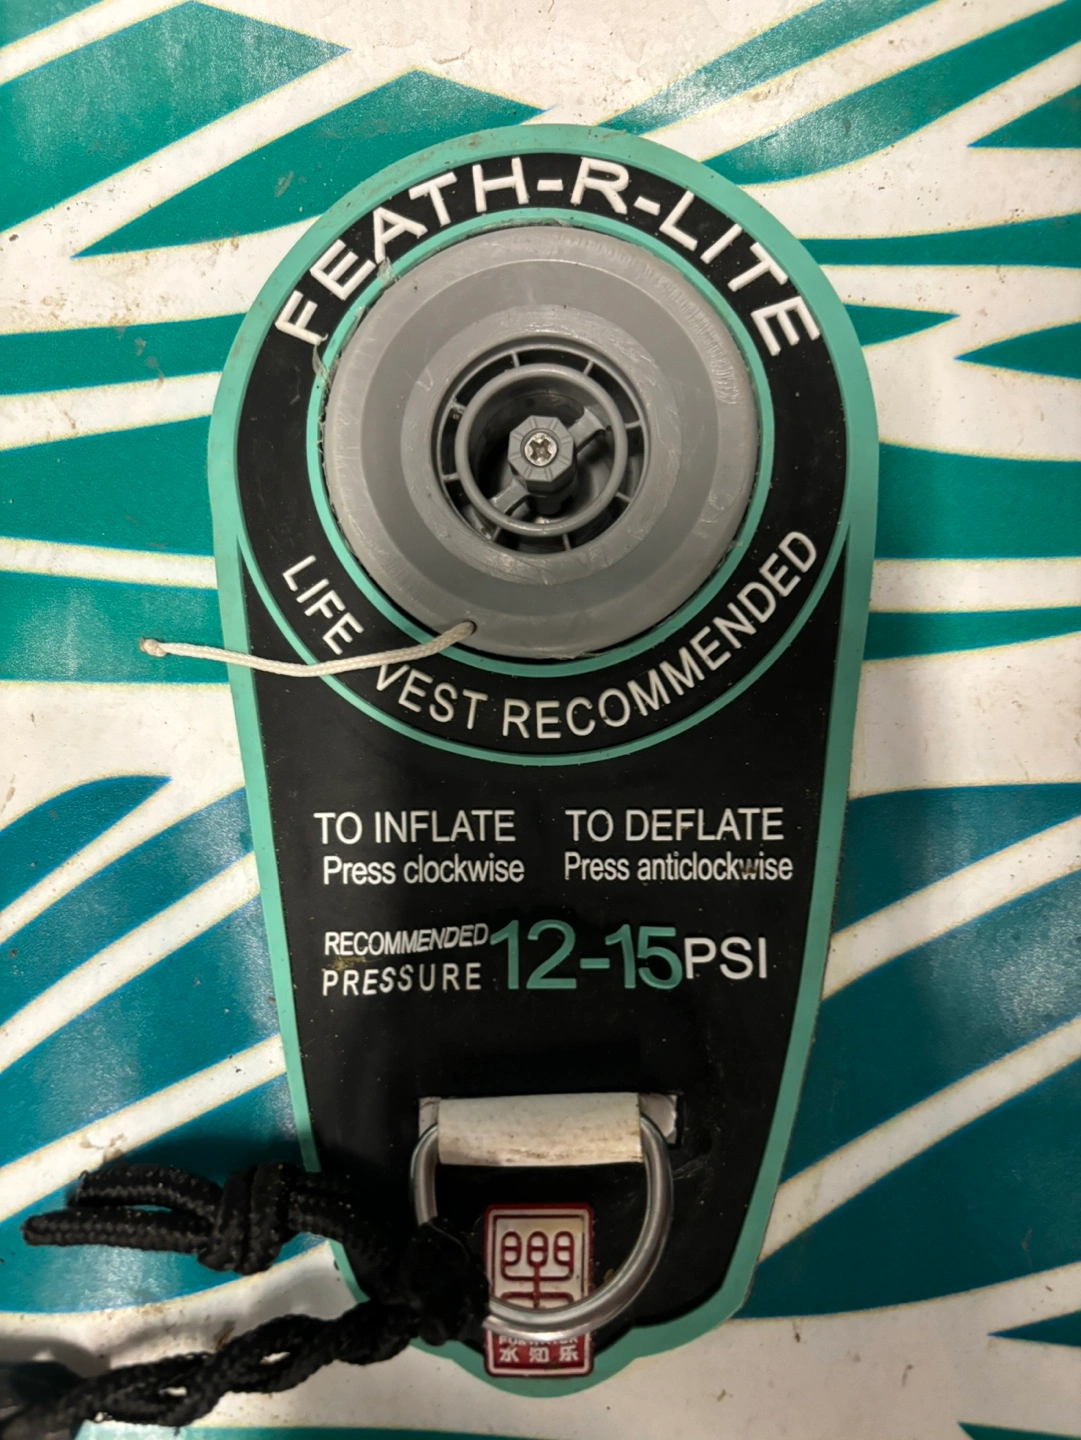 FEATH-R-LITE
LIFE VEST RECOMMENDED
TO INFLATE
Press clockwise
TO DEFLATE
Press anticlockwise
RECOMMENDED PRESSURE 12-15PSI
水知乐